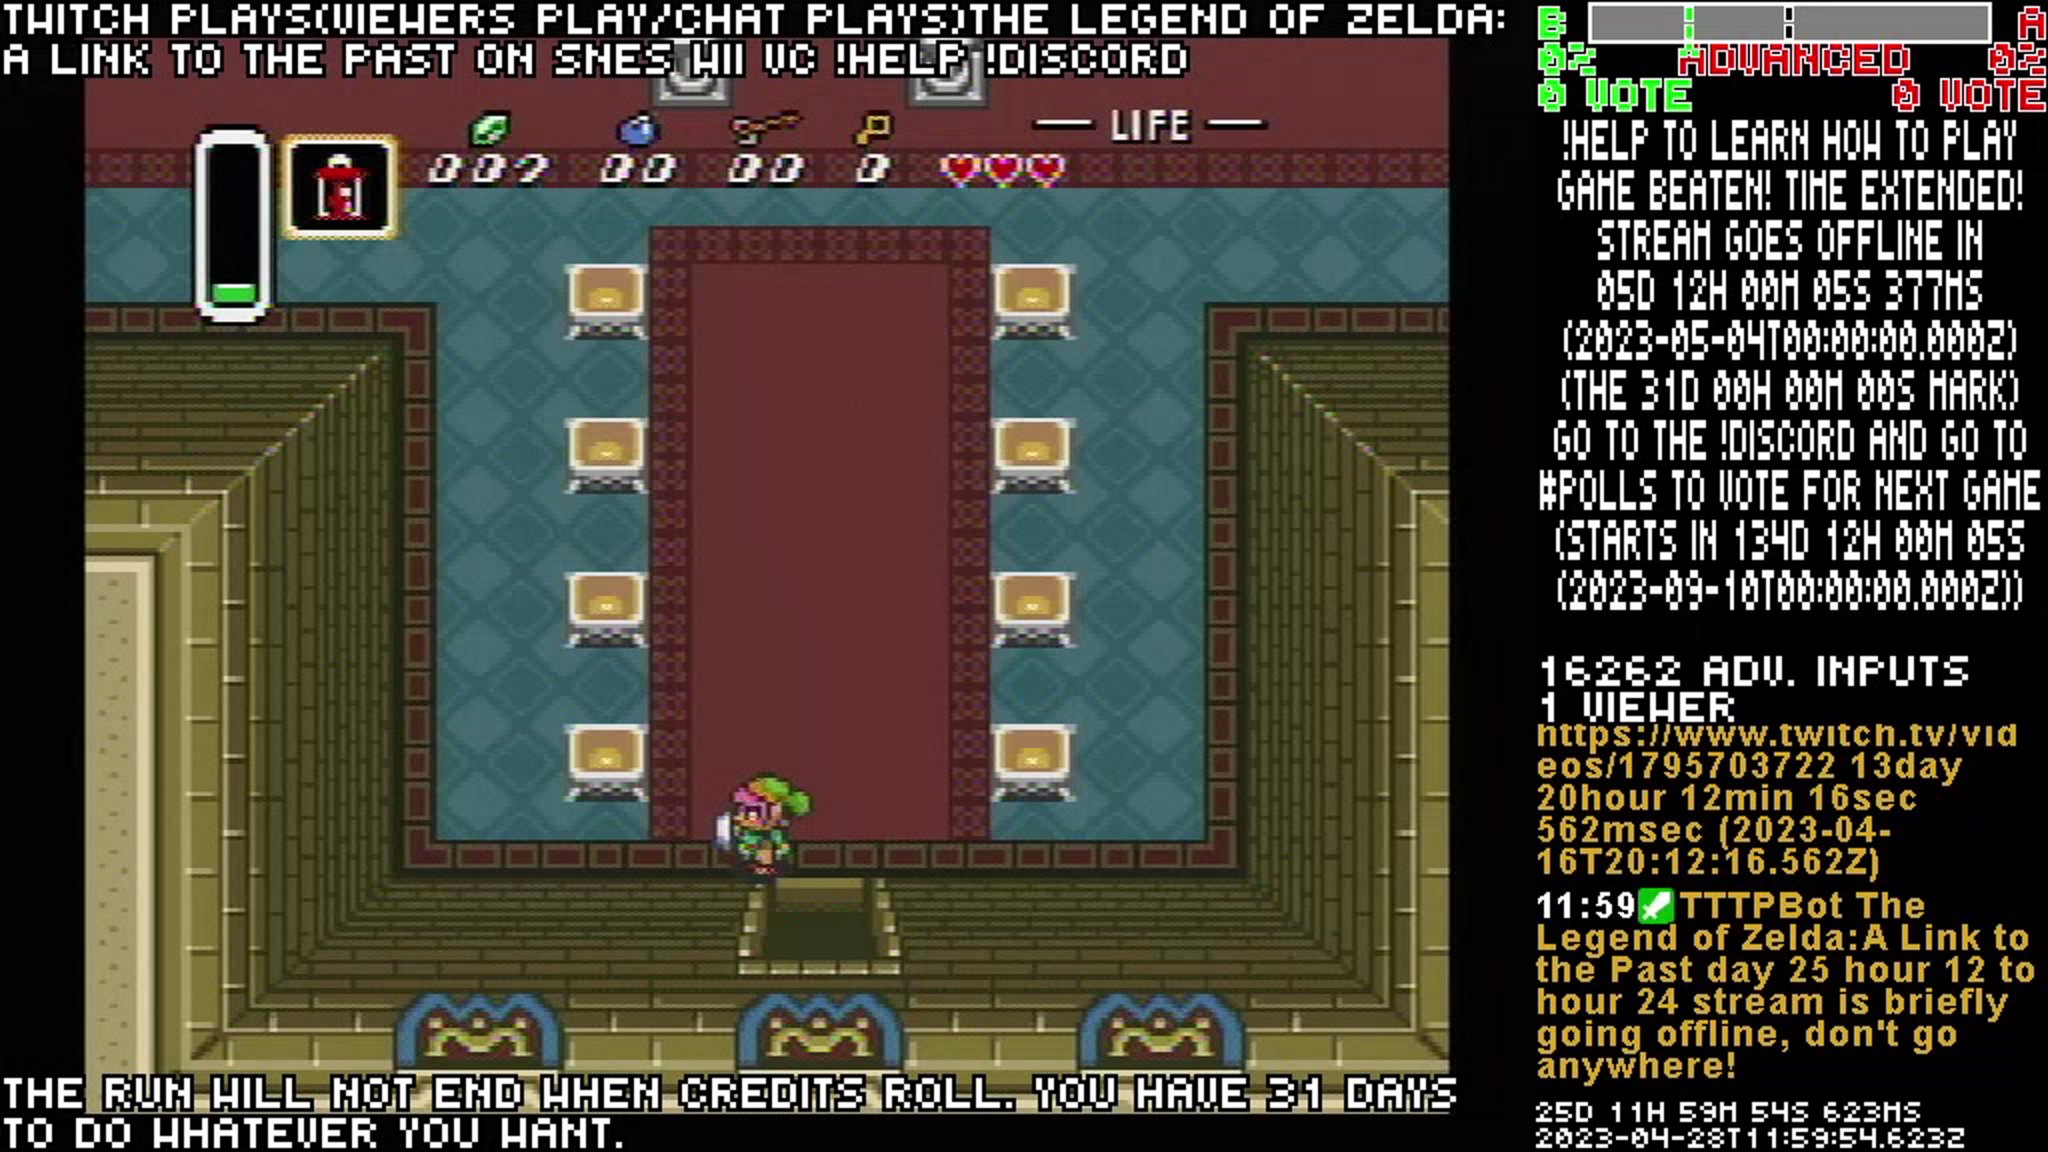 TWITCH PLAYS(VIEWERS PLAY/CHAT PLAYS)THE LEGEND OF ZELDA:
A LINK TO THE PAST ON SNES WII VC !HELP !DISCORD
LIFE
007 00 00 0
B A
0% ADVANCED 0%
0 VOTE 0 VOTE
!HELP TO LEARN HOW TO PLAY
GAME BEATEN! TIME EXTENDED!
STREAM GOES OFFLINE IN
05D 12H 00M 05S 377MS
(2023-05-04T00:00:00.000Z)
(THE 31D 00H 00M 00S MARK)
GO TO THE !DISCORD AND GO TO
#POLLS TO VOTE FOR NEXT GAME
(STARTS IN 134D 12H 00M 05S
(2023-09-10T00:00:00.000Z))
16262 ADV. INPUTS
1 VIEWER
https://www.twitch.tv/vid
eos/1795703722 13day
20hour 12min 16sec
562msec (2023-04-
16T20:12:16.562Z)
11:59 TTTPBot The
Legend of Zelda:A Link to
the Past day 25 hour 12 to
hour 24 stream is briefly
going offline, don't go
anywhere!
25D 11H 59M 54S 623MS
2023-04-28T11:59:54.623Z
THE RUN WILL NOT END WHEN CREDITS ROLL. YOU HAVE 31 DAYS
TO DO WHATEVER YOU WANT.